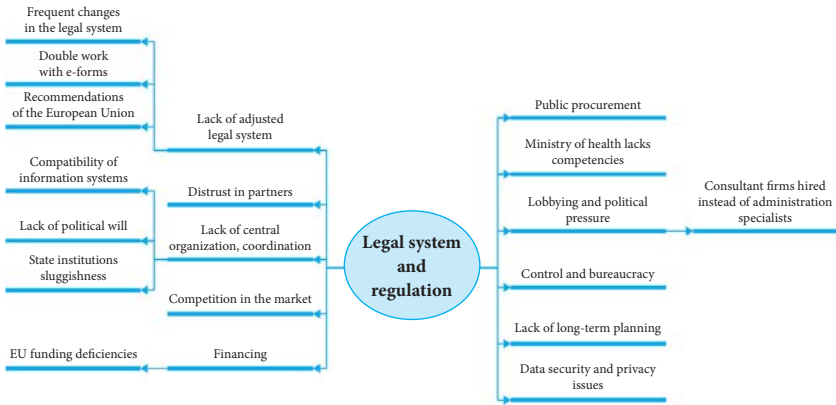 Frequent changes
in the legal system
Double work
with e-forms
Recommendations
of the European Union
Lack of adjusted
legal system
Compatibility of
information systems
Distrust in partners
Lack of political will
Lack of central
organization, coordination
State institutions
sluggishness
Competition in the market
EU funding deficiencies
Financing
Legal system
and
regulation
Public procurement
Ministry of health lacks
competencies
Lobbying and political
pressure
Consultant firms hired
instead of administration
specialists
Control and bureaucracy
Lack of long-term planning
Data security and privacy
issues